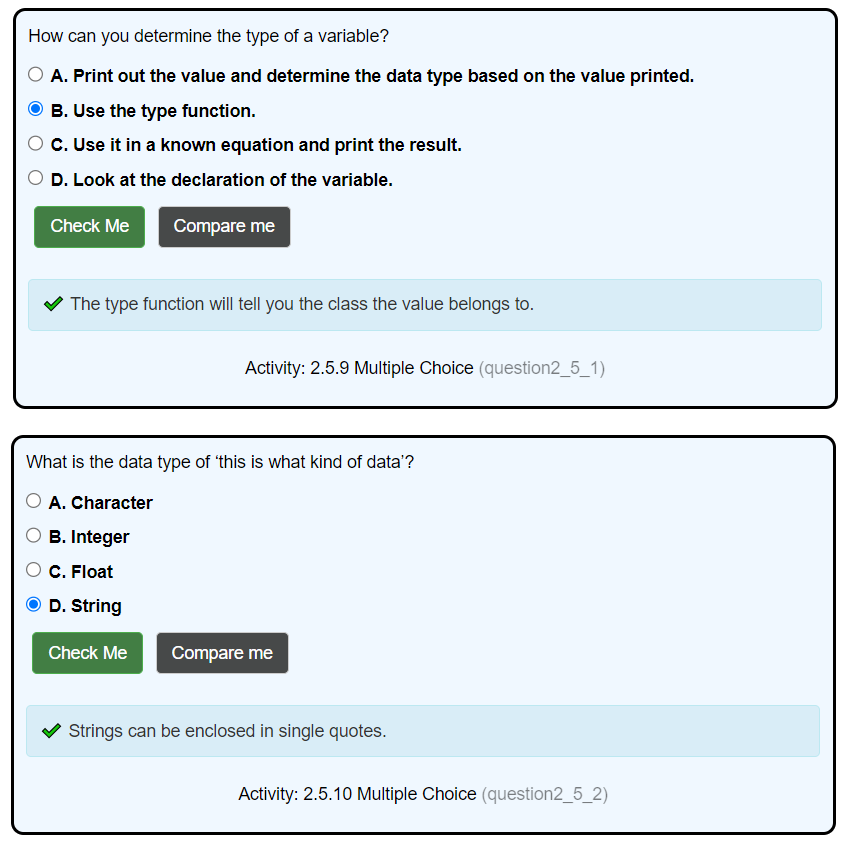 How can you determine the type of a variable?
A. Print out the value and determine the data type based on the value printed.
B. Use the type function.
C. Use it in a known equation and print the result.
D. Look at the declaration of the variable.
Check Me Compare me
The type function will tell you the class the value belongs to.
Activity: 2.5.9 Multiple Choice (question2_5_1)
What is the data type of ‘this is what kind of data’?
A. Character
B. Integer
C. Float
D. String
Check Me Compare me
Strings can be enclosed in single quotes.
Activity: 2.5.10 Multiple Choice (question2_5_2)